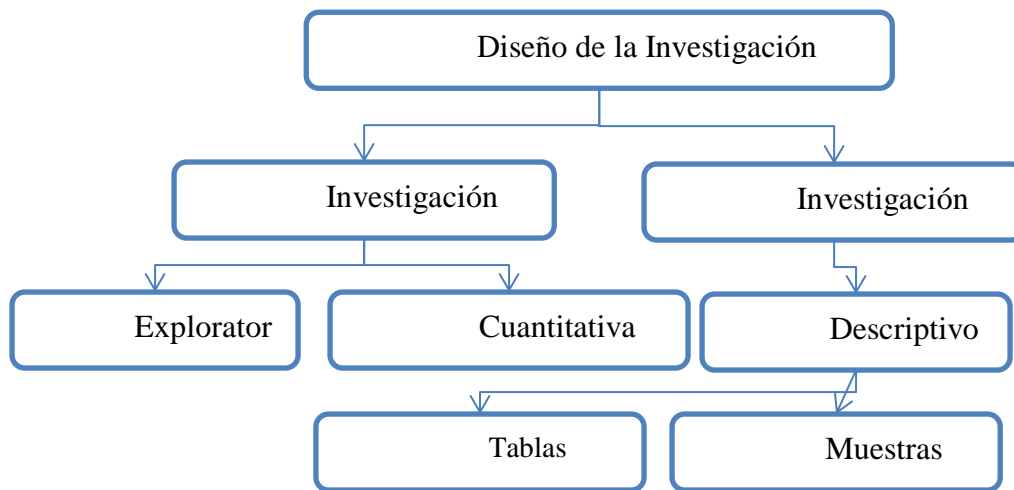 Diseño de la Investigación
Investigación
Investigación
Explorator
Cuantitativa
Descriptivo
Tablas
Muestras